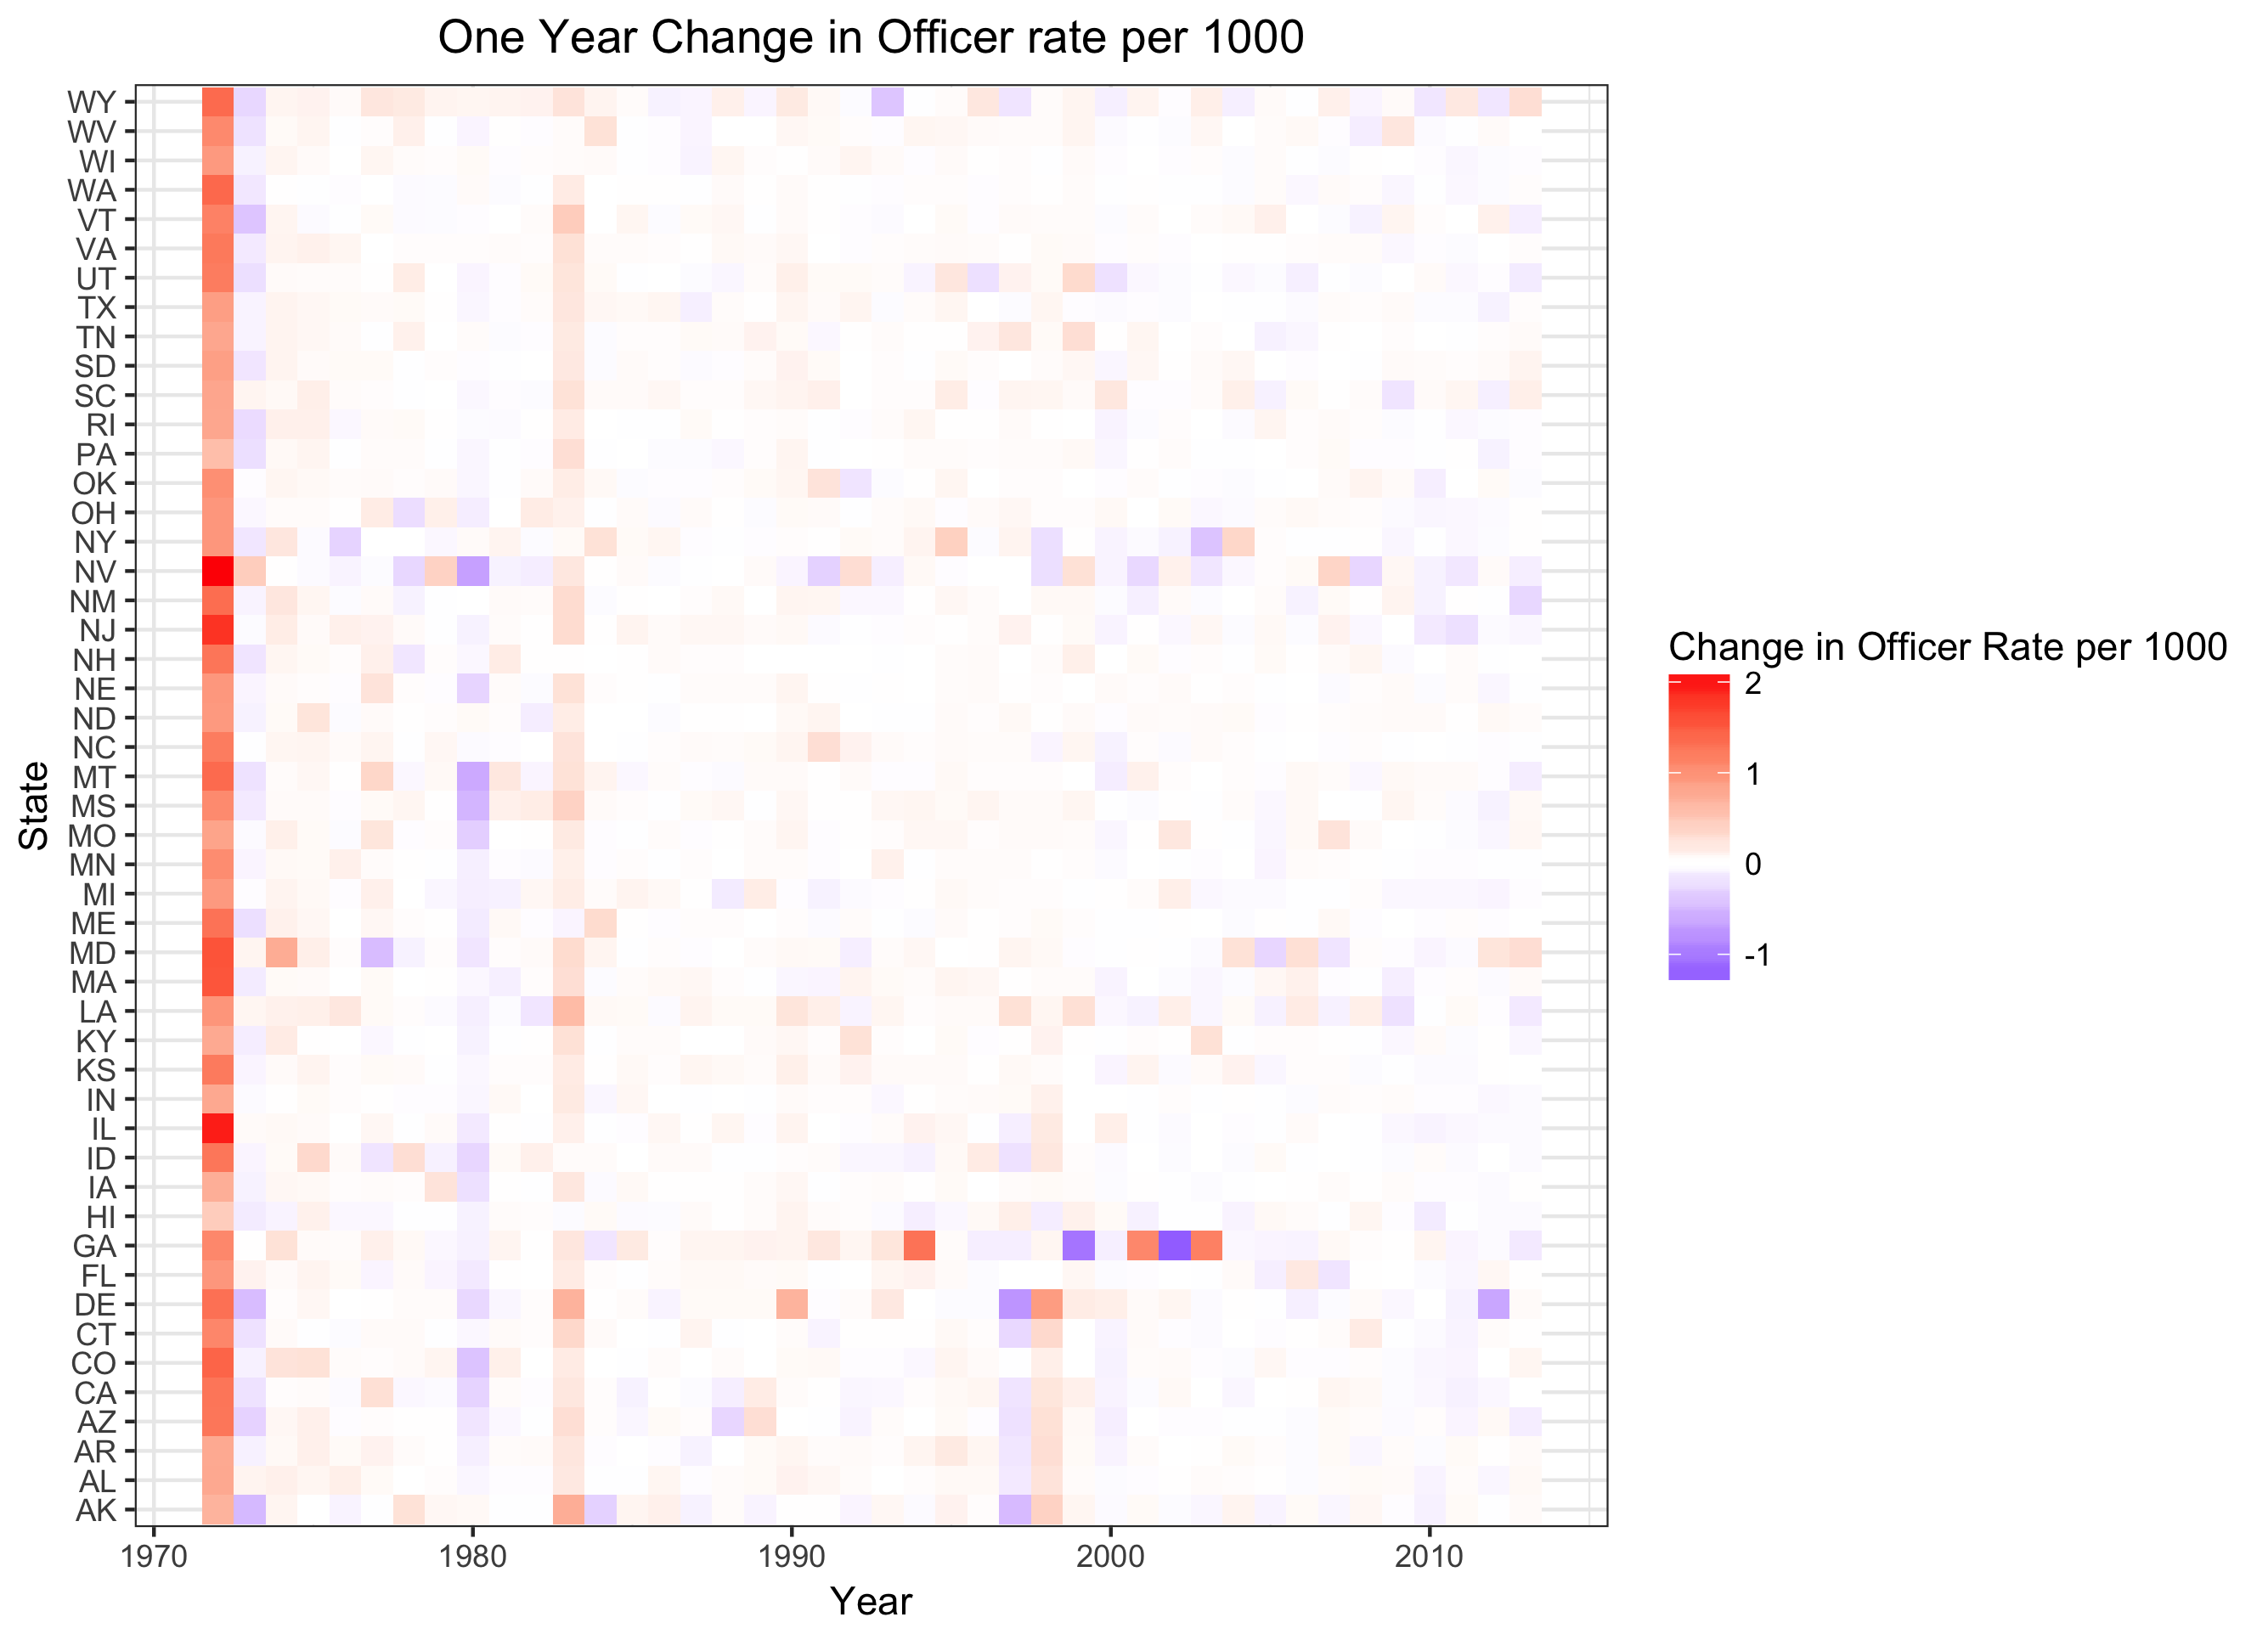 One Year Change in Officer rate per 1000
State
WY
WV
WI
WA
VT
VA
UT
TX
TN
SD
SC
RI
PA
OK
OH
NY
NV
NM
NJ
NH
NE
ND
NC
MT
MS
MO
MN
MI
ME
MD
MA
LA
KY
KS
IN
IL
ID
IA
HI
GA
FL
DE
CT
CO
CA
AZ
AR
AL
AK
1970 1980 1990 2000 2010
Year
Change in Officer Rate per 1000
2
1
0
-1